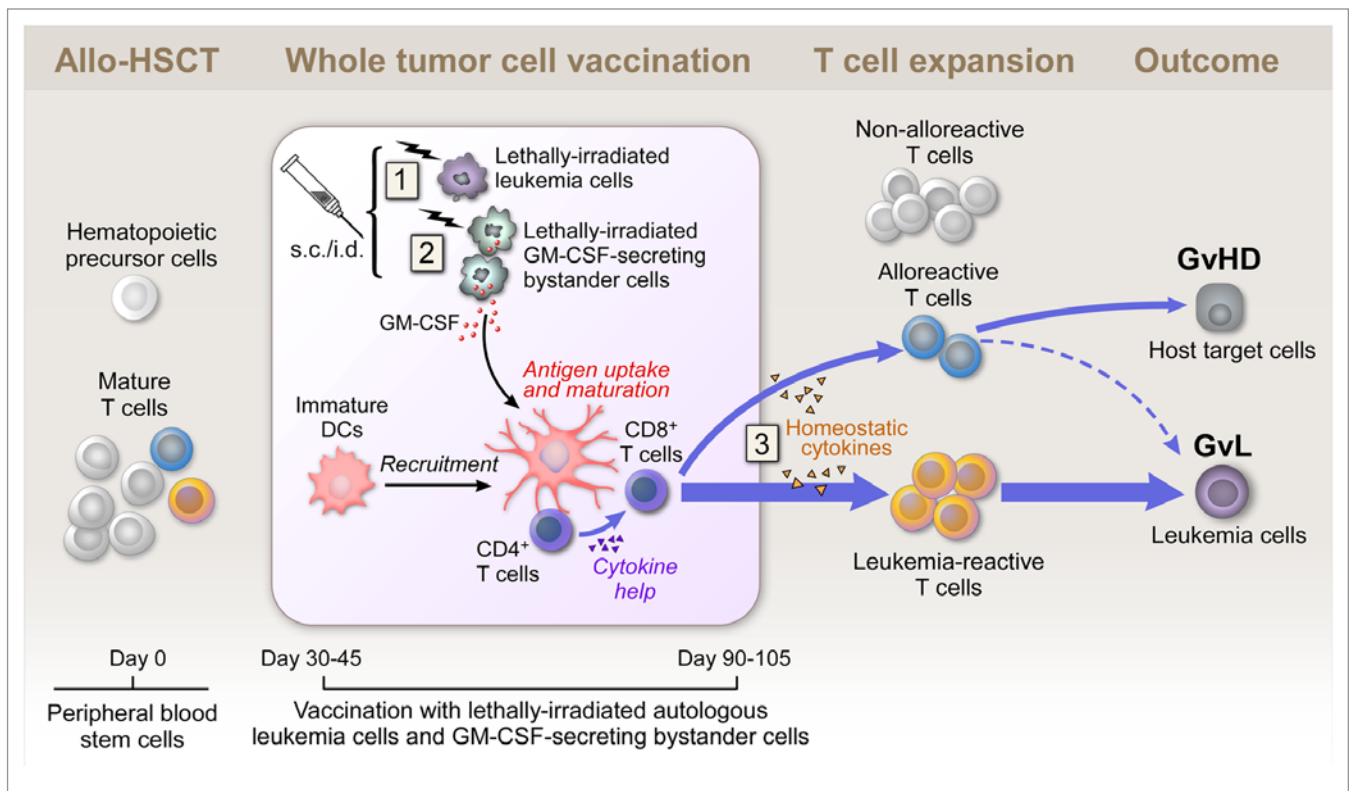 Allo-HSCT
Whole tumor cell vaccination
T cell expansion
Outcome
Hematopoietic
precursor cells
Mature
T cells
s.c./i.d.
1
Lethally-irradiated
leukemia cells
2
Lethally-irradiated
GM-CSF-secreting
bystander cells
GM-CSF
Immature
DCs
Recruitment
Antigen uptake
and maturation
CD8⁺
T cells
CD4⁺
T cells
Cytokine
help
3
Homeostatic
cytokines
Non-alloreactive
T cells
Alloreactive
T cells
Leukemia-reactive
T cells
GvHD
Host target cells
GvL
Leukemia cells
Day 0
Peripheral blood
stem cells
Day 30-45
Day 90-105
Vaccination with lethally-irradiated autologous
leukemia cells and GM-CSF-secreting bystander cells